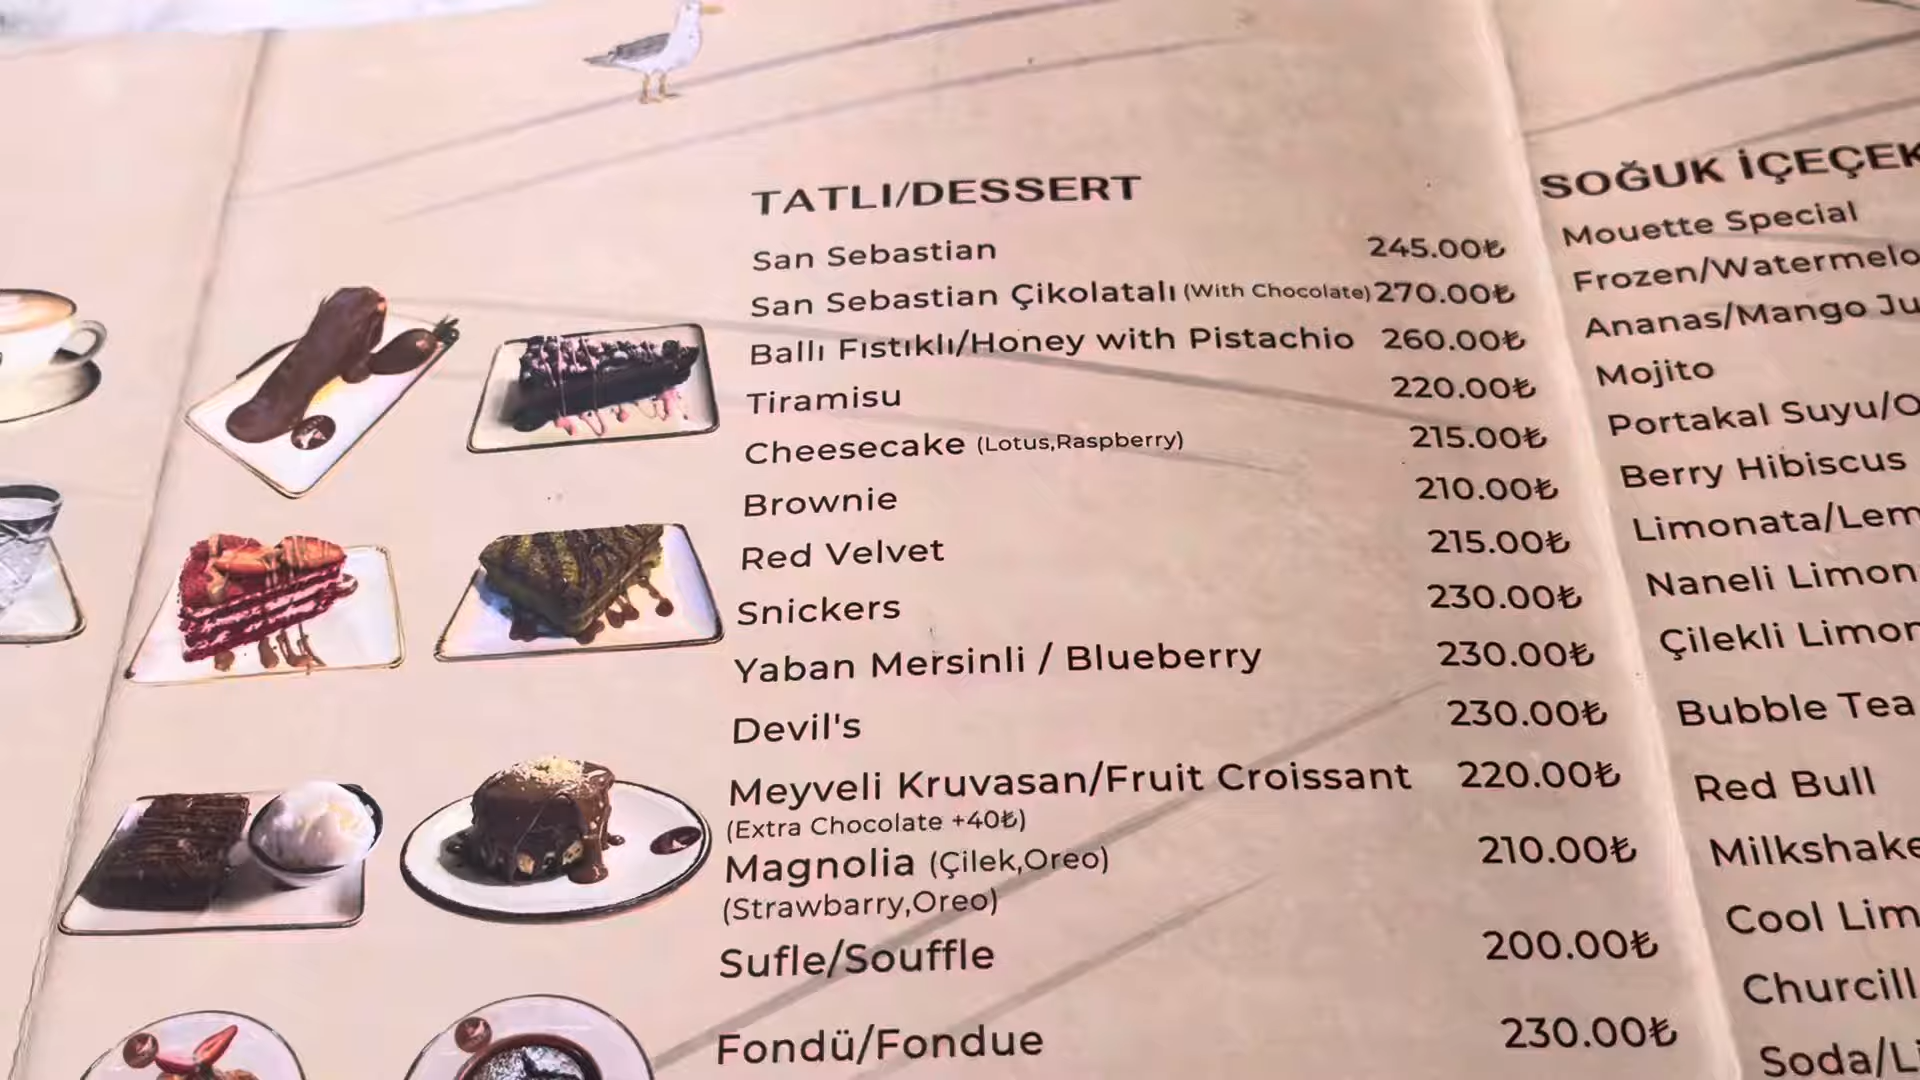 TATLI/DESSERT
San Sebastian 245.00₺
San Sebastian Çikolatalı (With Chocolate) 270.00₺
Ballı Fıstıklı/Honey with Pistachio 260.00₺
Tiramisu 220.00₺
Cheesecake (Lotus,Raspberry) 215.00₺
Brownie 210.00₺
Red Velvet 215.00₺
Snickers 230.00₺
Yaban Mersinli / Blueberry 230.00₺
Devil's 230.00₺
Meyveli Kruvasan/Fruit Croissant 220.00₺
(Extra Chocolate +40₺)
Magnolia (Çilek,Oreo) 210.00₺
(Strawbarry,Oreo)
Sufle/Souffle 200.00₺
Fondü/Fondue 230.00₺
SOĞUK İÇEÇEK
Mouette Special
Frozen/Watermelo
Ananas/Mango Ju
Mojito
Portakal Suyu/O
Berry Hibiscus
Limonata/Lem
Naneli Limon
Çilekli Limon
Bubble Tea
Red Bull
Milkshake
Cool Lim
Churcill
Soda/Li